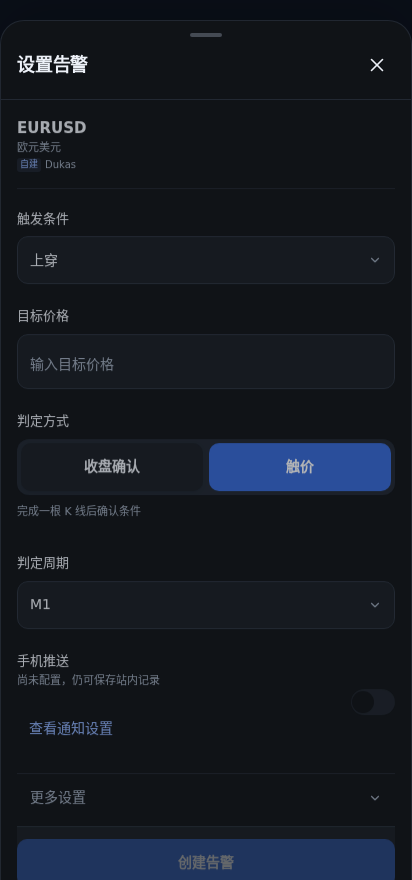 设置告警
EURUSD
欧元美元
自建 Dukas
触发条件
上穿
目标价格
输入目标价格
判定方式
收盘确认 触价
完成一根 K 线后确认条件
判定周期
M1
手机推送
尚未配置，仍可保存站内记录
查看通知设置
更多设置
创建告警